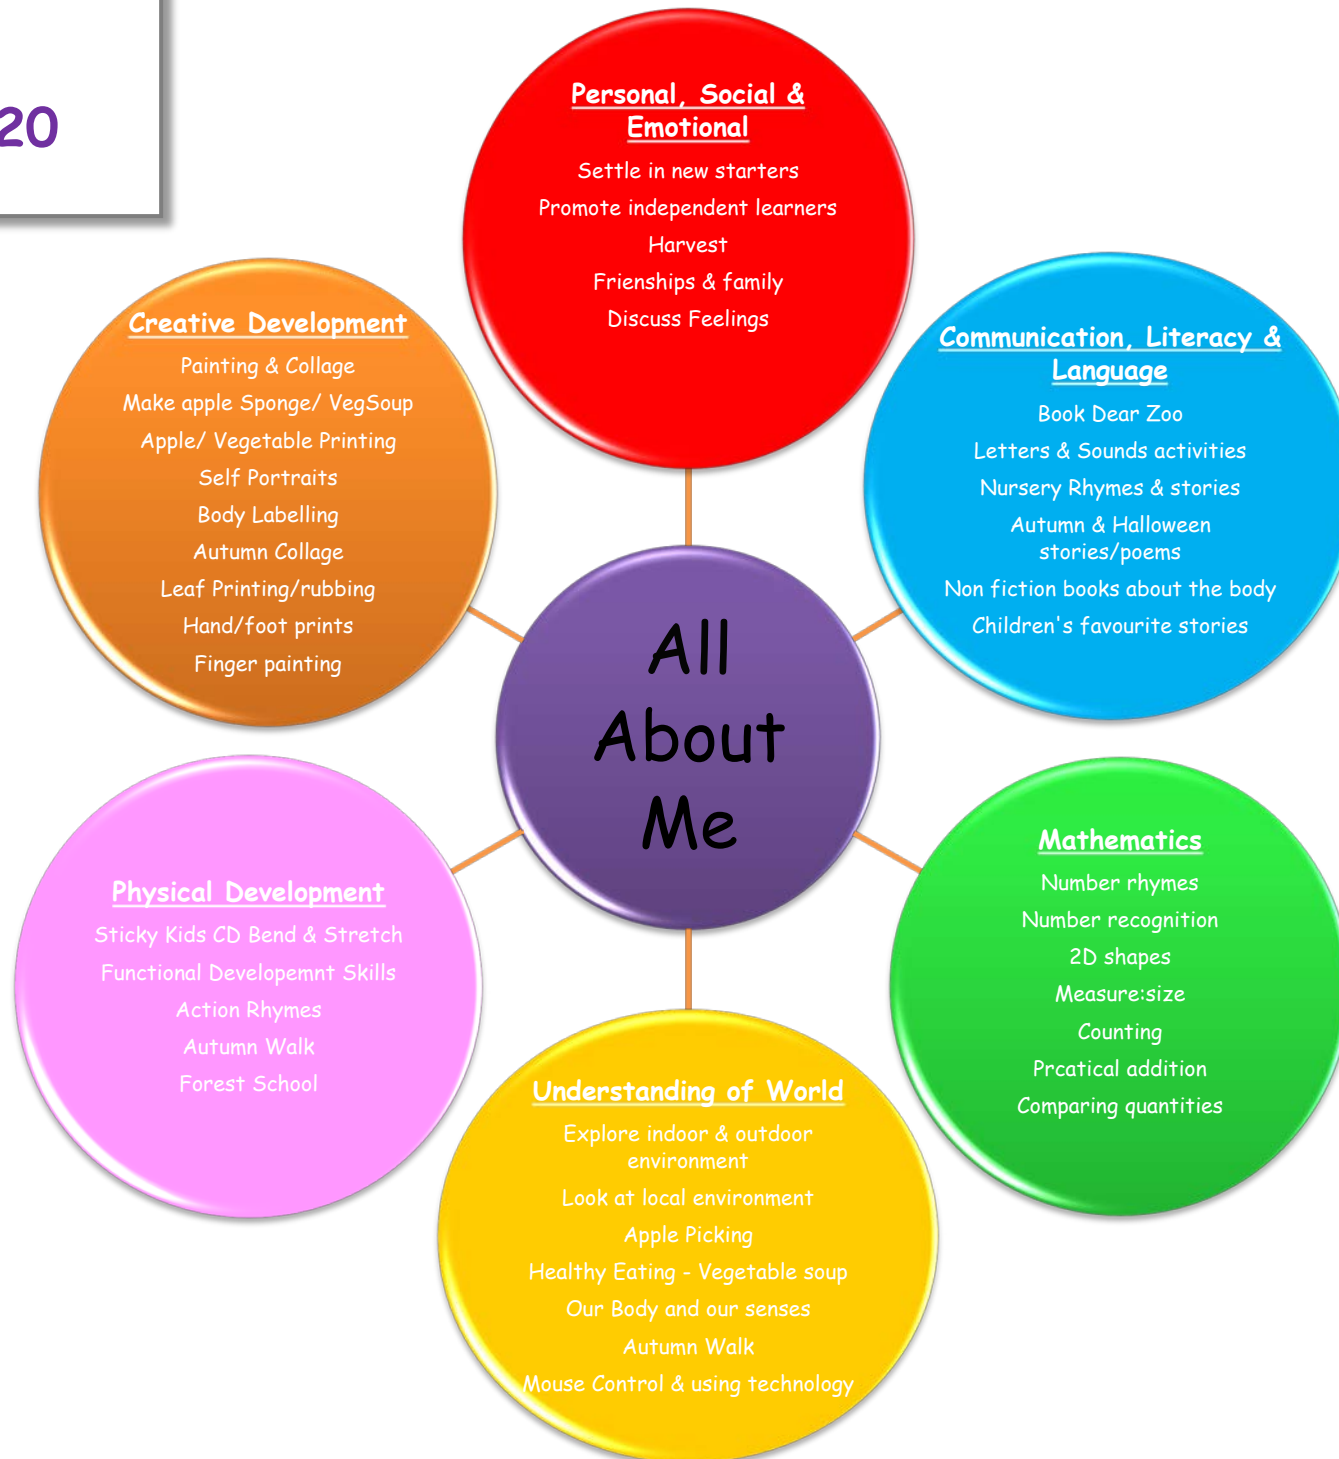 20
Personal, Social &
Emotional
Settle in new starters
Promote independent learners
Harvest
Frienships & family
Discuss Feelings
Communication, Literacy &
Language
Book Dear Zoo
Letters & Sounds activities
Nursery Rhymes & stories
Autumn & Halloween
stories/poems
Non fiction books about the body
Children's favourite stories
Mathematics
Number rhymes
Number recognition
2D shapes
Measure:size
Counting
Prcatical addition
Comparing quantities
Understanding of World
Explore indoor & outdoor
environment
Look at local environment
Apple Picking
Healthy Eating - Vegetable soup
Our Body and our senses
Autumn Walk
Mouse Control & using technology
Physical Development
Sticky Kids CD Bend & Stretch
Functional Developemnt Skills
Action Rhymes
Autumn Walk
Forest School
Creative Development
Painting & Collage
Make apple Sponge/ VegSoup
Apple/ Vegetable Printing
Self Portraits
Body Labelling
Autumn Collage
Leaf Printing/rubbing
Hand/foot prints
Finger painting
All
About
Me